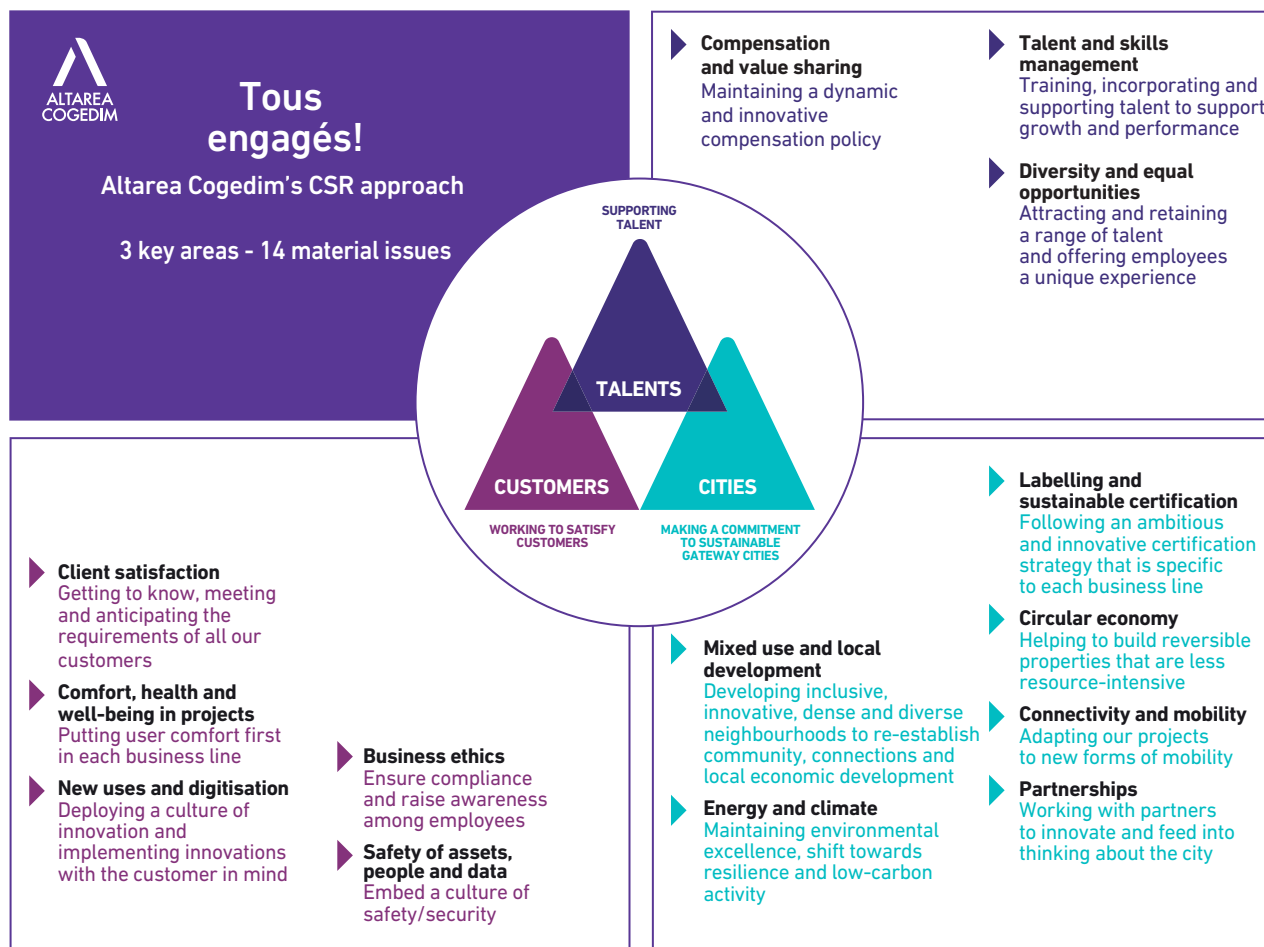 ALTAREA
COGEDIM
Tous
engagés!
Altarea Cogedim's CSR approach
3 key areas - 14 material issues
Compensation
and value sharing
Maintaining a dynamic
and innovative
compensation policy
Talent and skills
management
Training, incorporating and
supporting talent to support
growth and performance
Diversity and equal
opportunities
Attracting and retaining
a range of talent
and offering employees
a unique experience
SUPPORTING
TALENT
TALENTS
CUSTOMERS
CITIES
WORKING TO SATISFY
CUSTOMERS
MAKING A COMMITMENT
TO SUSTAINABLE
GATEWAY CITIES
Client satisfaction
Getting to know, meeting
and anticipating the
requirements of all our
customers
Comfort, health and
well-being in projects
Putting user comfort first
in each business line
New uses and digitisation
Deploying a culture of
innovation and
implementing innovations
with the customer in mind
Business ethics
Ensure compliance
and raise awareness
among employees
Safety of assets,
people and data
Embed a culture of
safety/security
Mixed use and local
development
Developing inclusive,
innovative, dense and diverse
neighbourhoods to re-establish
community, connections and
local economic development
Energy and climate
Maintaining environmental
excellence, shift towards
resilience and low-carbon
activity
Labelling and
sustainable certification
Following an ambitious
and innovative certification
strategy that is specific
to each business line
Circular economy
Helping to build reversible
properties that are less
resource-intensive
Connectivity and mobility
Adapting our projects
to new forms of mobility
Partnerships
Working with partners
to innovate and feed into
thinking about the city